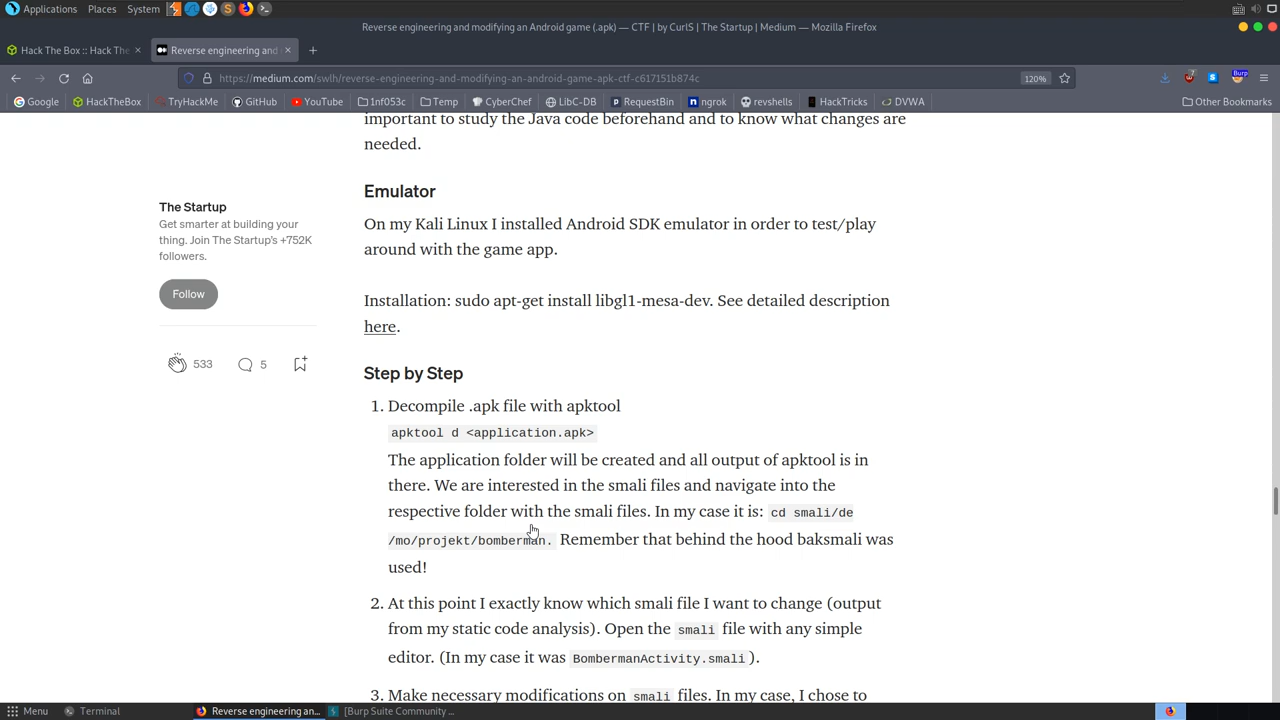 Applications Places System
Reverse engineering and modifying an Android game (.apk) — CTF | by CurlS | The Startup | Medium — Mozilla Firefox
Hack The Box :: Hack The
Reverse engineering and
https://medium.com/swlh/reverse-engineering-and-modifying-an-android-game-apk-ctf-c617151b874c
120%
Burp
Google HackTheBox TryHackMe GitHub YouTube 1nf053c Temp CyberChef LibC-DB RequestBin ngrok revshells HackTricks DVWA Other Bookmarks
important to study the Java code beforehand and to know what changes are
needed.
The Startup
Get smarter at building your
thing. Join The Startup's +752K
followers.
Follow
533 5
Emulator
On my Kali Linux I installed Android SDK emulator in order to test/play
around with the game app.
Installation: sudo apt-get install libgl1-mesa-dev. See detailed description
here.
Step by Step
1. Decompile .apk file with apktool
apktool d <application.apk>
The application folder will be created and all output of apktool is in
there. We are interested in the smali files and navigate into the
respective folder with the smali files. In my case it is: cd smali/de
/mo/projekt/bomberman. Remember that behind the hood baksmali was
used!
2. At this point I exactly know which smali file I want to change (output
from my static code analysis). Open the smali file with any simple
editor. (In my case it was BombermanActivity.smali ).
3. Make necessary modifications on smali files. In my case, I chose to
Menu Terminal Reverse engineering an... [Burp Suite Community ...